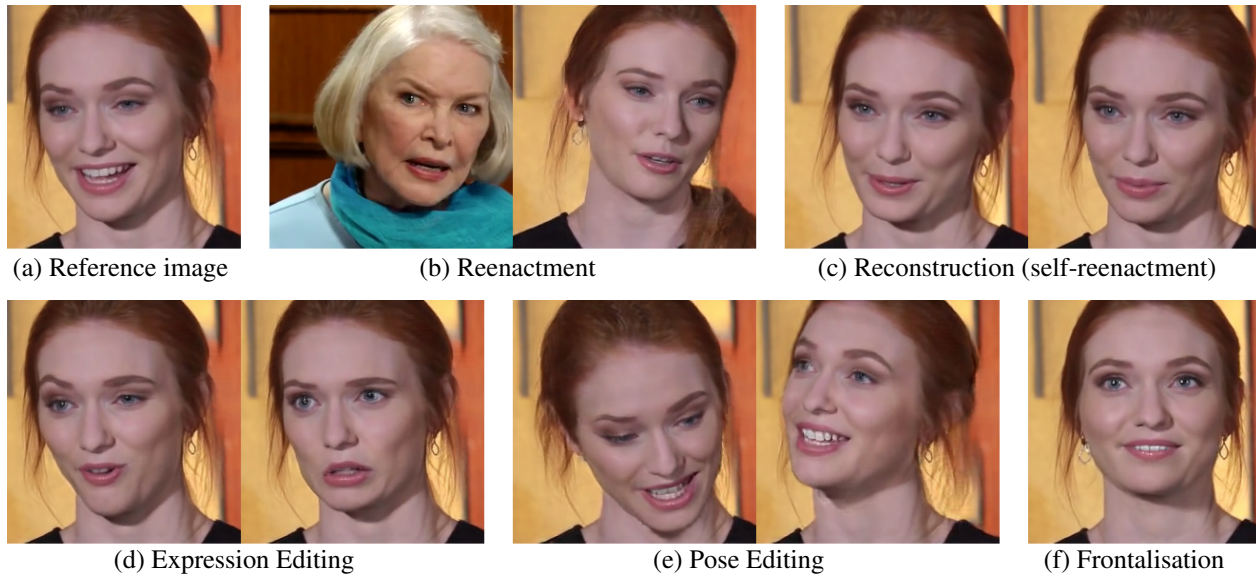 (a) Reference image
(b) Reenactment
(c) Reconstruction (self-reenactment)
(d) Expression Editing
(e) Pose Editing
(f) Frontalisation